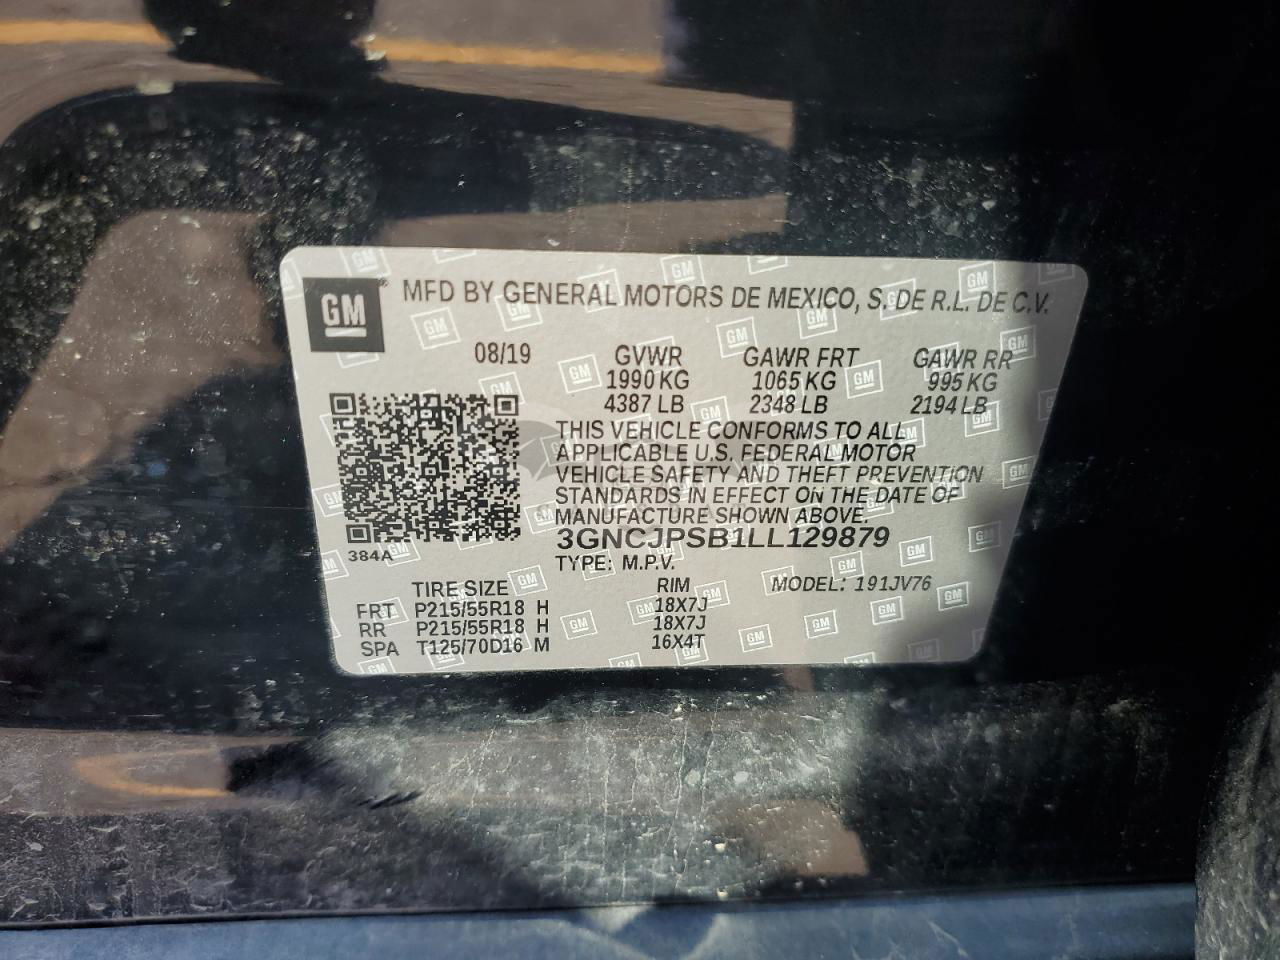 GM MFD BY GENERAL MOTORS DE MEXICO, S. DE R.L. DE C.V.
08/19 GVWR GAWR FRT GAWR RR
1990 KG 1065 KG 995 KG
4387 LB 2348 LB 2194 LB
THIS VEHICLE CONFORMS TO ALL
APPLICABLE U.S. FEDERAL MOTOR
VEHICLE SAFETY AND THEFT PREVENTION
STANDARDS IN EFFECT ON THE DATE OF
MANUFACTURE SHOWN ABOVE.
3GNCJPSB1LL129879
384A TYPE: M.P.V.
TIRE SIZE RIM MODEL: 191JV76
FRT P215/55R18 H 18X7J
RR P215/55R18 H 18X7J
SPA T125/70D16 M 16X4T